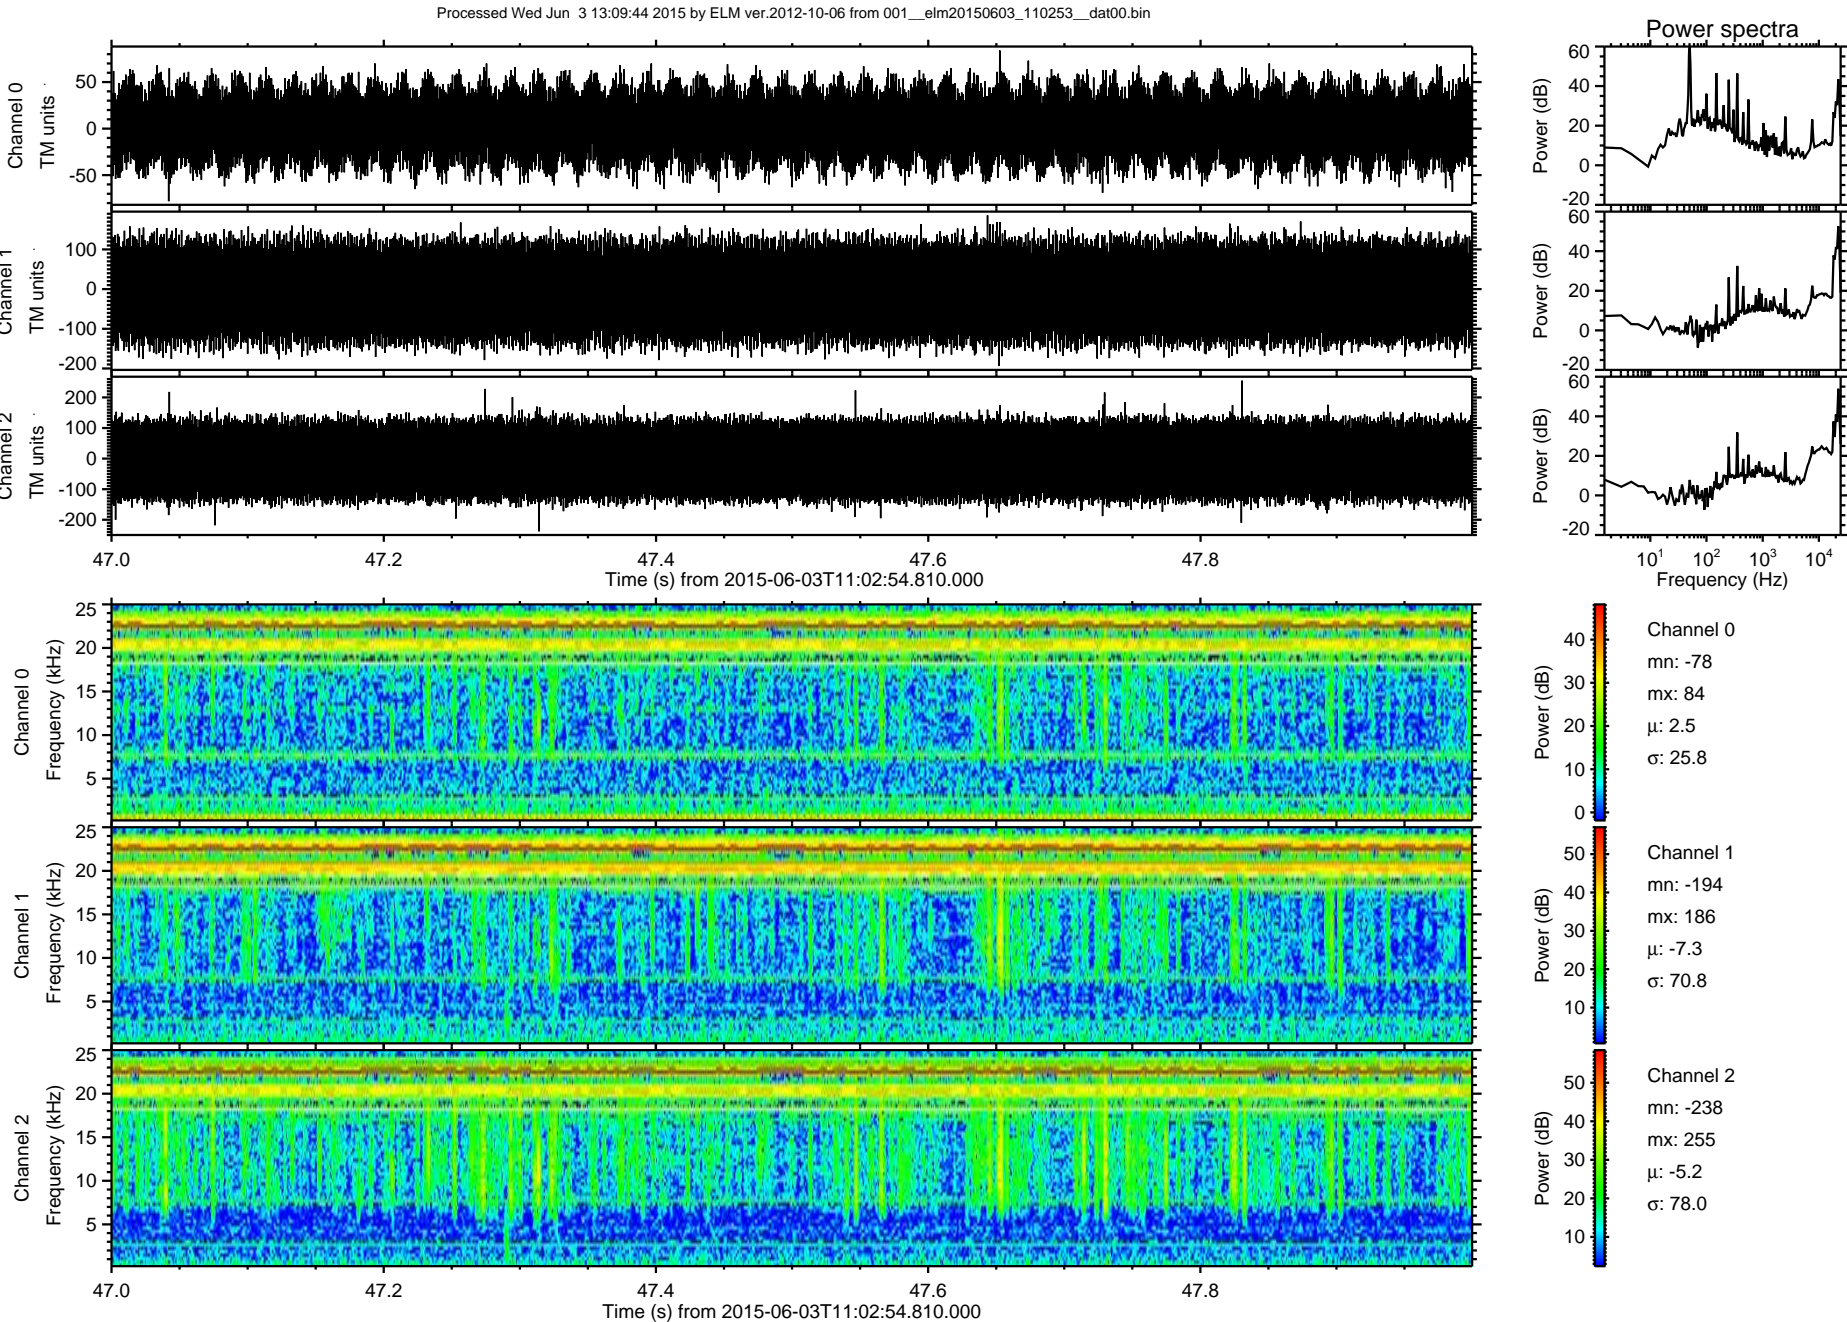 Processed Wed Jun  3 13:09:44 2015 by ELM ver.2012-10-06 from 001__elm20150603_110253__dat00.bin
Power spectra
Channel 0
TM units
50
0
-50
Power (dB)
60
40
20
0
-20
Channel 1
TM units
100
0
-100
-200
Power (dB)
60
40
20
0
-20
Channel 2
TM units
200
100
0
-100
-200
Power (dB)
60
40
20
0
-20
47.0 47.2 47.4 47.6 47.8
Time (s) from 2015-06-03T11:02:54.810.000
10¹ 10² 10³ 10⁴
Frequency (Hz)
Channel 0
Frequency (kHz)
25
20
15
10
5
Power (dB)
40
30
20
10
0
Channel 0
mn: -78
mx: 84
μ: 2.5
σ: 25.8
Channel 1
Frequency (kHz)
25
20
15
10
5
Power (dB)
50
40
30
20
10
Channel 1
mn: -194
mx: 186
μ: -7.3
σ: 70.8
Channel 2
Frequency (kHz)
25
20
15
10
5
Power (dB)
50
40
30
20
10
Channel 2
mn: -238
mx: 255
μ: -5.2
σ: 78.0
47.0 47.2 47.4 47.6 47.8
Time (s) from 2015-06-03T11:02:54.810.000